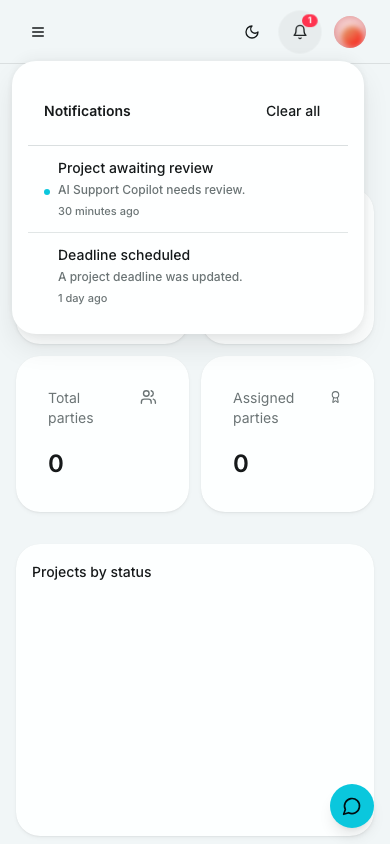 1
Notifications
Clear all
Project awaiting review
AI Support Copilot needs review.
30 minutes ago
Deadline scheduled
A project deadline was updated.
1 day ago
Total
parties
0
Assigned
parties
0
Projects by status